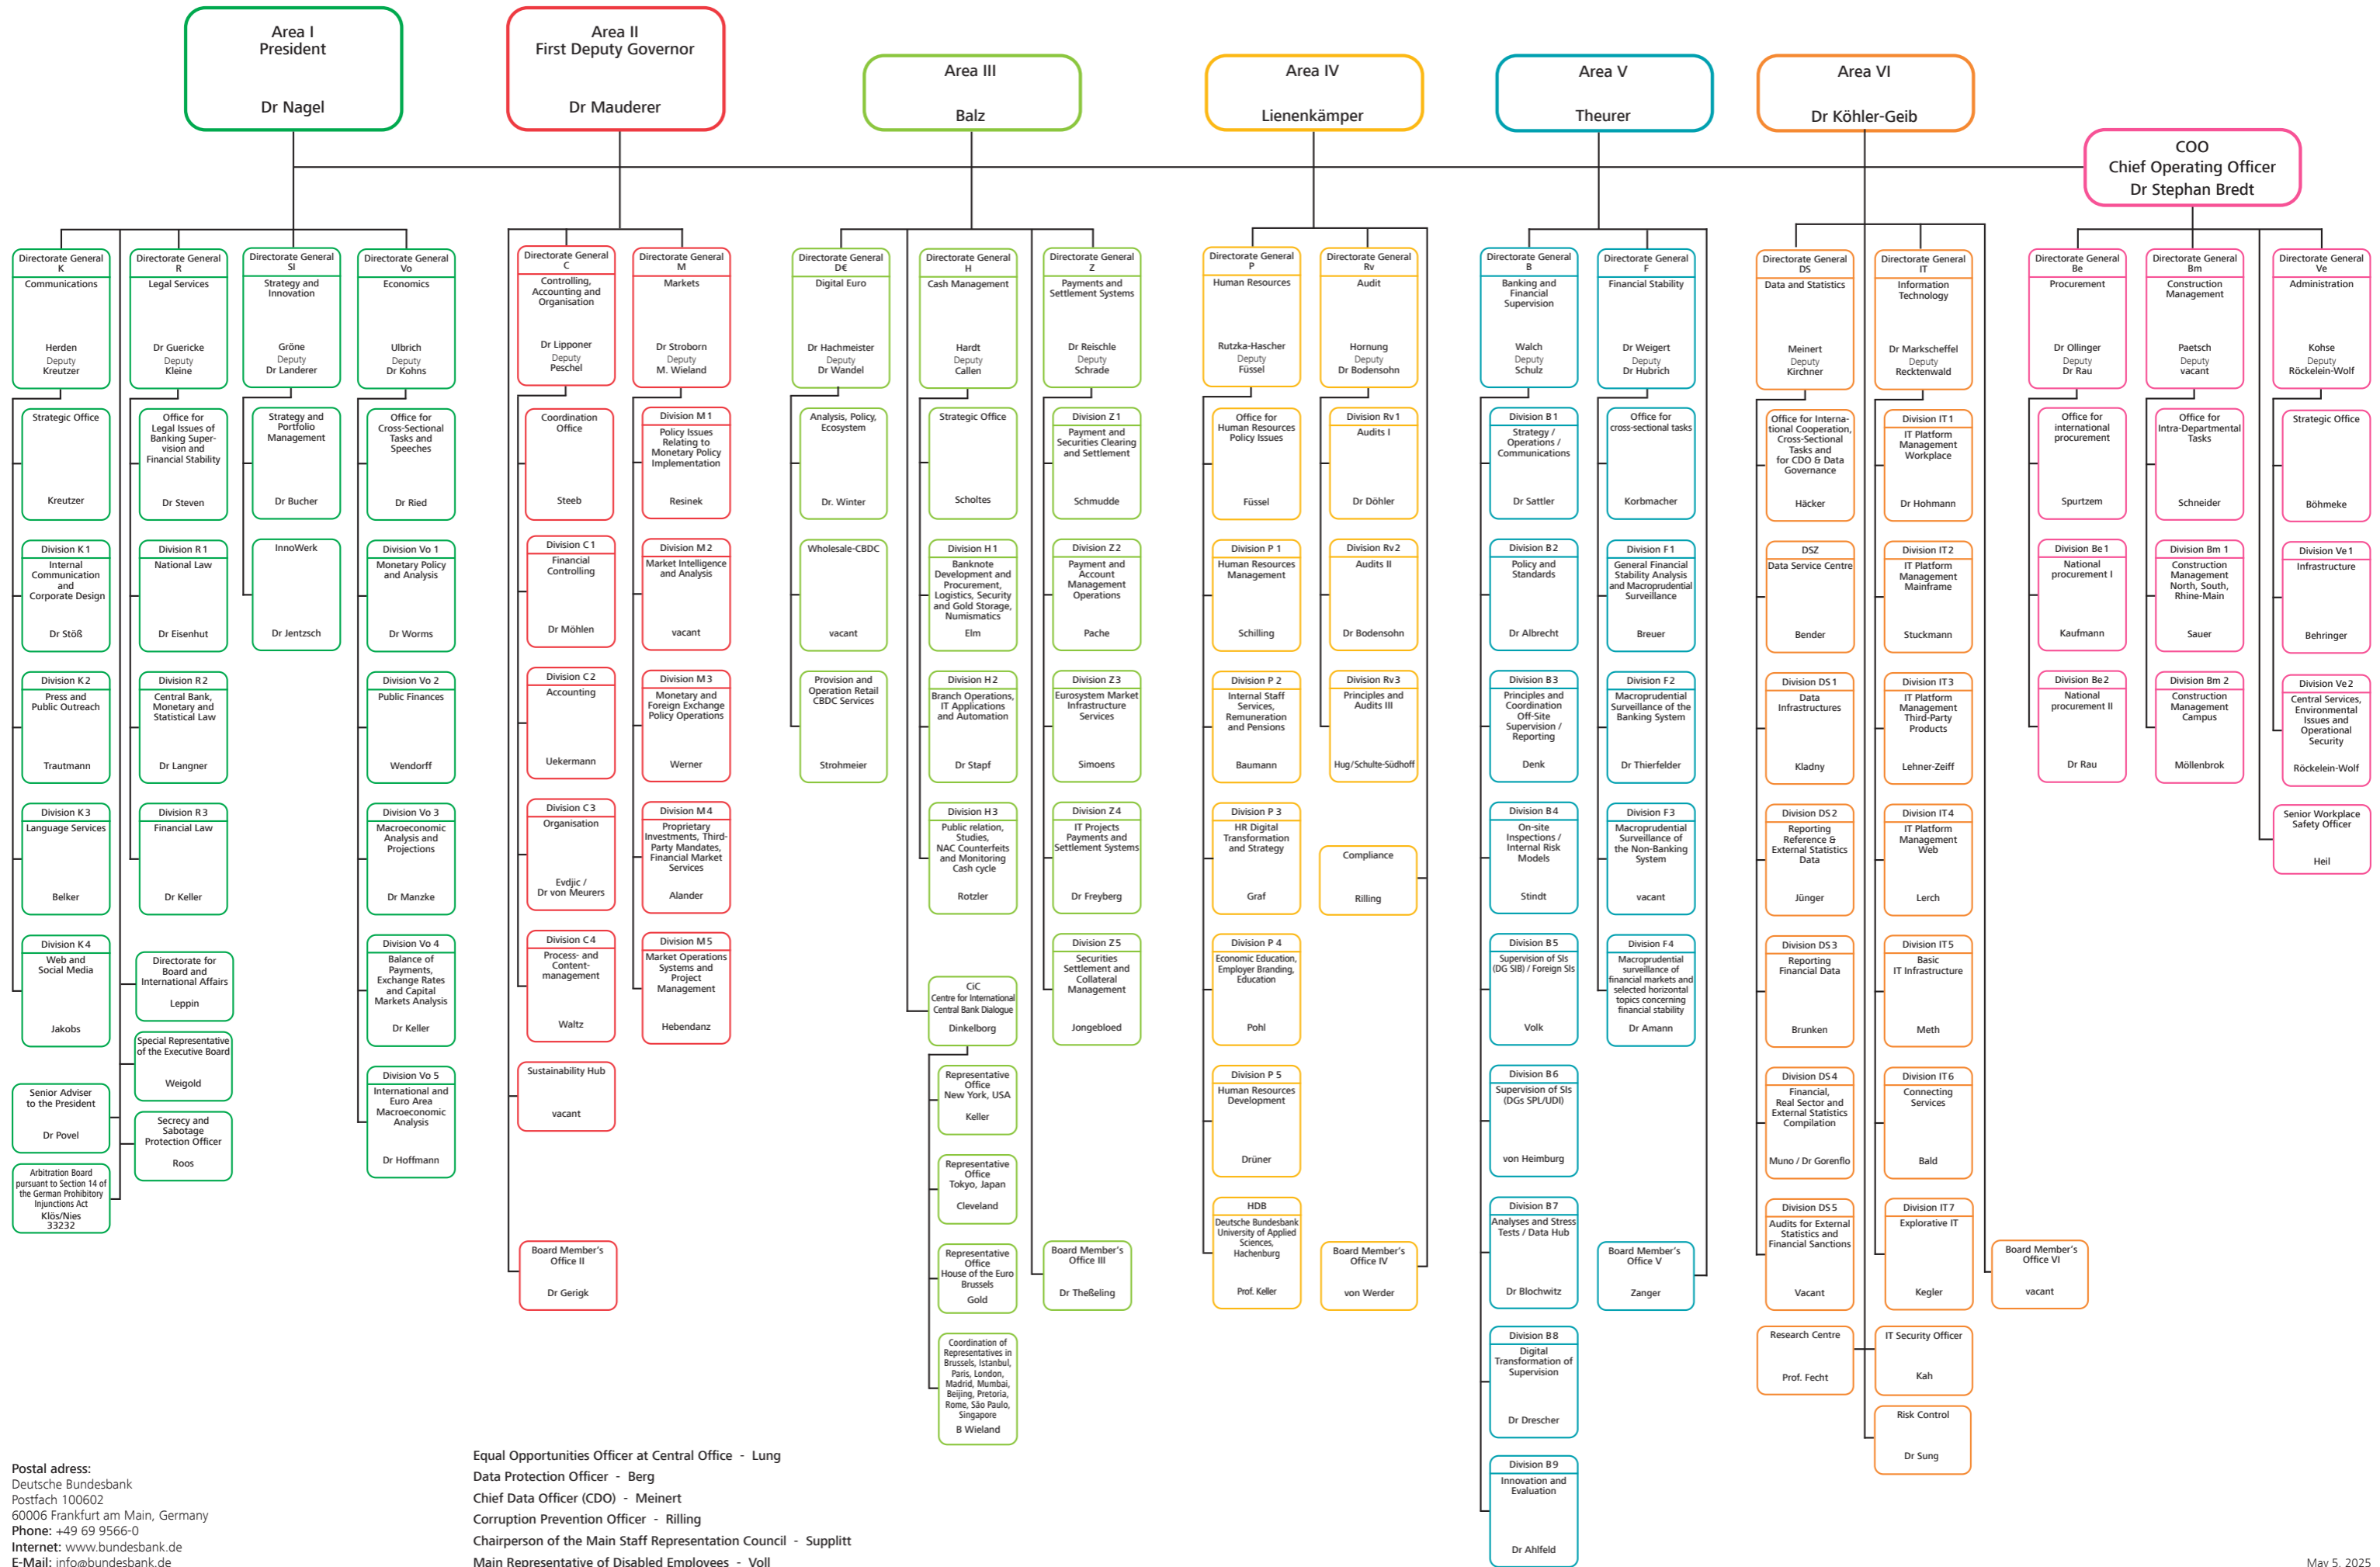 Area I
President
Dr Nagel
Area II
First Deputy Governor
Dr Mauderer
Area III
Balz
Area IV
Lienenkämper
Area V
Theurer
Area VI
Dr Köhler-Geib
COO
Chief Operating Officer
Dr Stephan Bredt
Directorate General
K
Communications
Herden
Deputy
Kreutzer
Strategic Office
Kreutzer
Division K 1
Internal
Communication
and
Corporate Design
Dr Stöß
Division K 2
Press and
Public Outreach
Trautmann
Division K 3
Language Services
Belker
Division K 4
Web and
Social Media
Jakobs
Senior Adviser
to the President
Dr Povel
Arbitration Board
pursuant to Section 14 of
the German Prohibitory
Injunctions Act
Klös/Nies
33232
Directorate General
R
Legal Services
Dr Guericke
Deputy
Kleine
Office for
Legal Issues of
Banking Super-
vision and
Financial Stability
Dr Steven
Division R 1
National Law
Dr Eisenhut
Division R 2
Central Bank,
Monetary and
Statistical Law
Dr Langner
Division R 3
Financial Law
Dr Keller
Directorate for
Board and
International Affairs
Leppin
Special Representative
of the Executive Board
Weigold
Secrecy and
Sabotage
Protection Officer
Roos
Directorate General
SI
Strategy and
Innovation
Gröne
Deputy
Dr Landerer
Strategy and
Portfolio
Management
Dr Bucher
InnoWerk
Dr Jentzsch
Directorate General
Vo
Economics
Ulbrich
Deputy
Dr Kohns
Office for
Cross-Sectional
Tasks and
Speeches
Dr Ried
Division Vo 1
Monetary Policy
and Analysis
Dr Worms
Division Vo 2
Public Finances
Wendorff
Division Vo 3
Macroeconomic
Analysis and
Projections
Dr Manzke
Division Vo 4
Balance of
Payments,
Exchange Rates
and Capital
Markets Analysis
Dr Keller
Division Vo 5
International and
Euro Area
Macroeconomic
Analysis
Dr Hoffmann
Directorate General
C
Controlling,
Accounting and
Organisation
Dr Lipponer
Deputy
Peschel
Coordination
Office
Steeb
Division C 1
Financial
Controlling
Dr Möhlen
Division C 2
Accounting
Uekermann
Division C 3
Organisation
Evdjic /
Dr von Meurers
Division C 4
Process- and
Content-
management
Waltz
Sustainability Hub
vacant
Board Member's
Office II
Dr Gerigk
Directorate General
M
Markets
Dr Stroborn
Deputy
M. Wieland
Division M 1
Policy Issues
Relating to
Monetary Policy
Implementation
Resinek
Division M 2
Market Intelligence
and Analysis
vacant
Division M 3
Monetary and
Foreign Exchange
Policy Operations
Werner
Division M 4
Proprietary
Investments, Third-
Party Mandates,
Financial Market
Services
Alander
Division M 5
Market Operations
Systems and
Project
Management
Hebendanz
Directorate General
D€
Digital Euro
Dr Hachmeister
Deputy
Dr Wandel
Analysis, Policy,
Ecosystem
Dr. Winter
Wholesale-CBDC
vacant
Provision and
Operation Retail
CBDC Services
Strohmeier
Directorate General
H
Cash Management
Hardt
Deputy
Callen
Strategic Office
Scholtes
Division H 1
Banknote
Development and
Procurement,
Logistics, Security
and Gold Storage,
Numismatics
Elm
Division H 2
Branch Operations,
IT Applications
and Automation
Dr Stapf
Division H 3
Public relation,
Studies,
NAC Counterfeits
and Monitoring
Cash cycle
Rotzler
CiC
Centre for International
Central Bank Dialogue
Dinkelborg
Representative
Office
New York, USA
Keller
Representative
Office
Tokyo, Japan
Cleveland
Representative
Office
House of the Euro
Brussels
Gold
Coordination of
Representatives in
Brussels, Istanbul,
Paris, London,
Madrid, Mumbai,
Beijing, Pretoria,
Rome, São Paulo,
Singapore
B Wieland
Directorate General
Z
Payments and
Settlement Systems
Dr Reischle
Deputy
Schrade
Division Z 1
Payment and
Securities Clearing
and Settlement
Schmudde
Division Z 2
Payment and
Account
Management
Operations
Pache
Division Z 3
Eurosystem Market
Infrastructure
Services
Simoens
Division Z 4
IT Projects
Payments and
Settlement Systems
Dr Freyberg
Division Z 5
Securities
Settlement and
Collateral
Management
Jongebloed
Board Member's
Office III
Dr Theßeling
Directorate General
P
Human Resources
Rutzka-Hascher
Deputy
Füssel
Office for
Human Resources
Policy Issues
Füssel
Division P 1
Human Resources
Management
Schilling
Division P 2
Internal Staff
Services,
Remuneration
and Pensions
Baumann
Division P 3
HR Digital
Transformation
and Strategy
Graf
Division P 4
Economic Education,
Employer Branding,
Education
Pohl
Division P 5
Human Resources
Development
Drüner
HDB
Deutsche Bundesbank
University of Applied
Sciences,
Hachenburg
Prof. Keller
Directorate General
Rv
Audit
Hornung
Deputy
Dr Bodensohn
Division Rv 1
Audits I
Dr Döhler
Division Rv 2
Audits II
Dr Bodensohn
Division Rv 3
Principles and
Audits III
Hug/Schulte-Südhoff
Compliance
Rilling
Board Member's
Office IV
von Werder
Directorate General
B
Banking and
Financial
Supervision
Walch
Deputy
Schulz
Division B 1
Strategy /
Operations /
Communications
Dr Sattler
Division B 2
Policy and
Standards
Dr Albrecht
Division B 3
Principles and
Coordination
Off-Site
Supervision /
Reporting
Denk
Division B 4
On-site
Inspections /
Internal Risk
Models
Stindt
Division B 5
Supervision of SIs
(DG SIB) / Foreign SIs
Volk
Division B 6
Supervision of SIs
(DGs SPL/UDI)
von Heimburg
Division B 7
Analyses and Stress
Tests / Data Hub
Dr Blochwitz
Division B 8
Digital
Transformation of
Supervision
Dr Drescher
Division B 9
Innovation and
Evaluation
Dr Ahlfeld
Directorate General
F
Financial Stability
Dr Weigert
Deputy
Dr Hubrich
Office for
cross-sectional tasks
Korbmacher
Division F 1
General Financial
Stability Analysis
and Macroprudential
Surveillance
Breuer
Division F 2
Macroprudential
Surveillance of the
Banking System
Dr Thierfelder
Division F 3
Macroprudential
Surveillance of
the Non-Banking
System
vacant
Division F 4
Macroprudential
surveillance of
financial markets and
selected horizontal
topics concerning
financial stability
Dr Amann
Board Member's
Office V
Zanger
Directorate General
DS
Data and Statistics
Meinert
Deputy
Kirchner
Office for Interna-
tional Cooperation,
Cross-Sectional
Tasks and
for CDO & Data
Governance
Häcker
DSZ
Data Service Centre
Bender
Division DS 1
Data
Infrastructures
Kladny
Division DS 2
Reporting
Reference &
External Statistics
Data
Jünger
Division DS 3
Reporting
Financial Data
Brunken
Division DS 4
Financial,
Real Sector and
External Statistics
Compilation
Muno / Dr Gorenflo
Division DS 5
Audits for External
Statistics and
Financial Sanctions
Vacant
Research Centre
Prof. Fecht
Directorate General
IT
Information
Technology
Dr Markscheffel
Deputy
Recktenwald
Division IT 1
IT Platform
Management
Workplace
Dr Hohmann
Division IT 2
IT Platform
Management
Mainframe
Stuckmann
Division IT 3
IT Platform
Management
Third-Party
Products
Lehner-Zeiff
Division IT 4
IT Platform
Management
Web
Lerch
Division IT 5
Basic
IT Infrastructure
Meth
Division IT 6
Connecting
Services
Bald
Division IT 7
Explorative IT
Kegler
IT Security Officer
Kah
Risk Control
Dr Sung
Board Member's
Office VI
vacant
Directorate General
Be
Procurement
Dr Ollinger
Deputy
Dr Rau
Office for
international
procurement
Spurtzem
Division Be 1
National
procurement I
Kaufmann
Division Be 2
National
procurement II
Dr Rau
Directorate General
Bm
Construction
Management
Paetsch
Deputy
vacant
Office for
Intra-Departmental
Tasks
Schneider
Division Bm 1
Construction
Management
North, South,
Rhine-Main
Sauer
Division Bm 2
Construction
Management
Campus
Möllenbrok
Directorate General
Ve
Administration
Kohse
Deputy
Röckelein-Wolf
Strategic Office
Böhmeke
Division Ve 1
Infrastructure
Behringer
Division Ve 2
Central Services,
Environmental
Issues and
Operational
Security
Röckelein-Wolf
Senior Workplace
Safety Officer
Heil
Postal adress:
Deutsche Bundesbank
Postfach 100602
60006 Frankfurt am Main, Germany
Phone: +49 69 9566-0
Internet: www.bundesbank.de
E-Mail: info@bundesbank.de
Equal Opportunities Officer at Central Office - Lung
Data Protection Officer - Berg
Chief Data Officer (CDO) - Meinert
Corruption Prevention Officer - Rilling
Chairperson of the Main Staff Representation Council - Supplitt
Main Representative of Disabled Employees - Voll
May 5, 2025